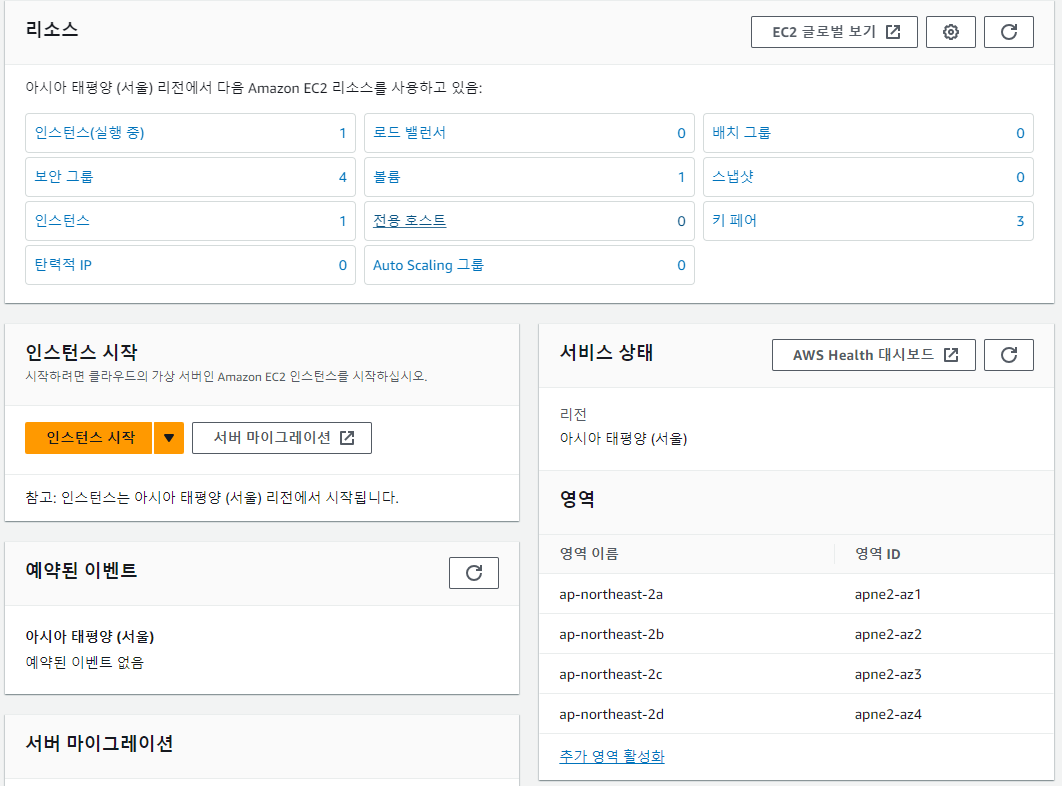 리소스
EC2 글로벌 보기
아시아 태평양 (서울) 리전에서 다음 Amazon EC2 리소스를 사용하고 있음:
인스턴스(실행 중) 1
로드 밸런서 0
배치 그룹 0
보안 그룹 4
볼륨 1
스냅샷 0
인스턴스 1
전용 호스트 0
키 페어 3
탄력적 IP 0
Auto Scaling 그룹 0
인스턴스 시작
시작하려면 클라우드의 가상 서버인 Amazon EC2 인스턴스를 시작하십시오.
인스턴스 시작
서버 마이그레이션
참고: 인스턴스는 아시아 태평양 (서울) 리전에서 시작됩니다.
예약된 이벤트
아시아 태평양 (서울)
예약된 이벤트 없음
서버 마이그레이션
서비스 상태
AWS Health 대시보드
리전
아시아 태평양 (서울)
영역
영역 이름 영역 ID
ap-northeast-2a apne2-az1
ap-northeast-2b apne2-az2
ap-northeast-2c apne2-az3
ap-northeast-2d apne2-az4
추가 영역 활성화